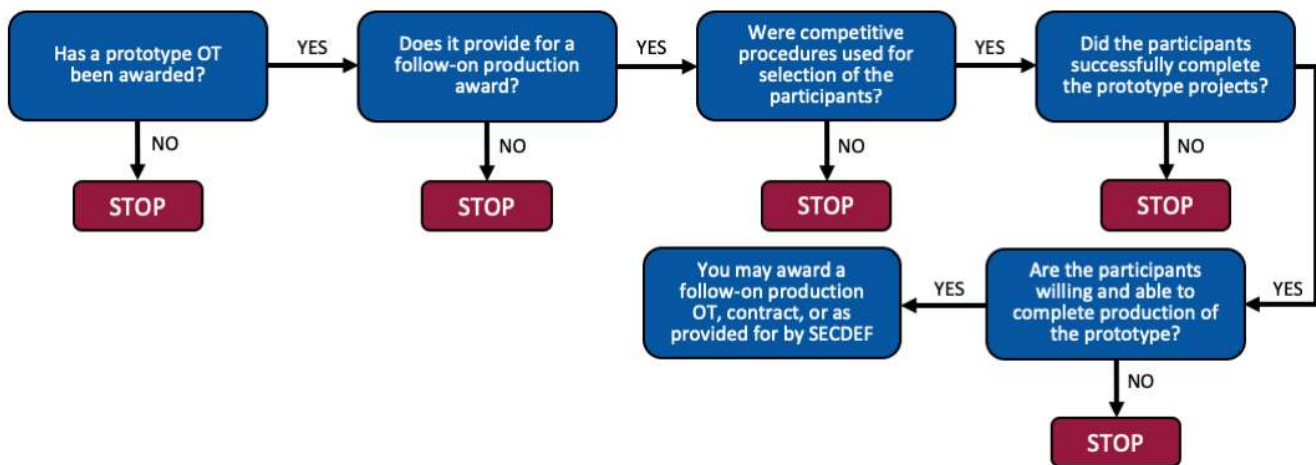 Has a prototype OT
been awarded?
YES
Does it provide for a
follow-on production
award?
YES
Were competitive
procedures used for
selection of the
participants?
YES
Did the participants
successfully complete
the prototype projects?
NO
NO
NO
NO
STOP
STOP
STOP
STOP
YES
Are the participants
willing and able to
complete production of
the prototype?
YES
You may award a
follow-on production
OT, contract, or as
provided for by SECDEF
NO
STOP